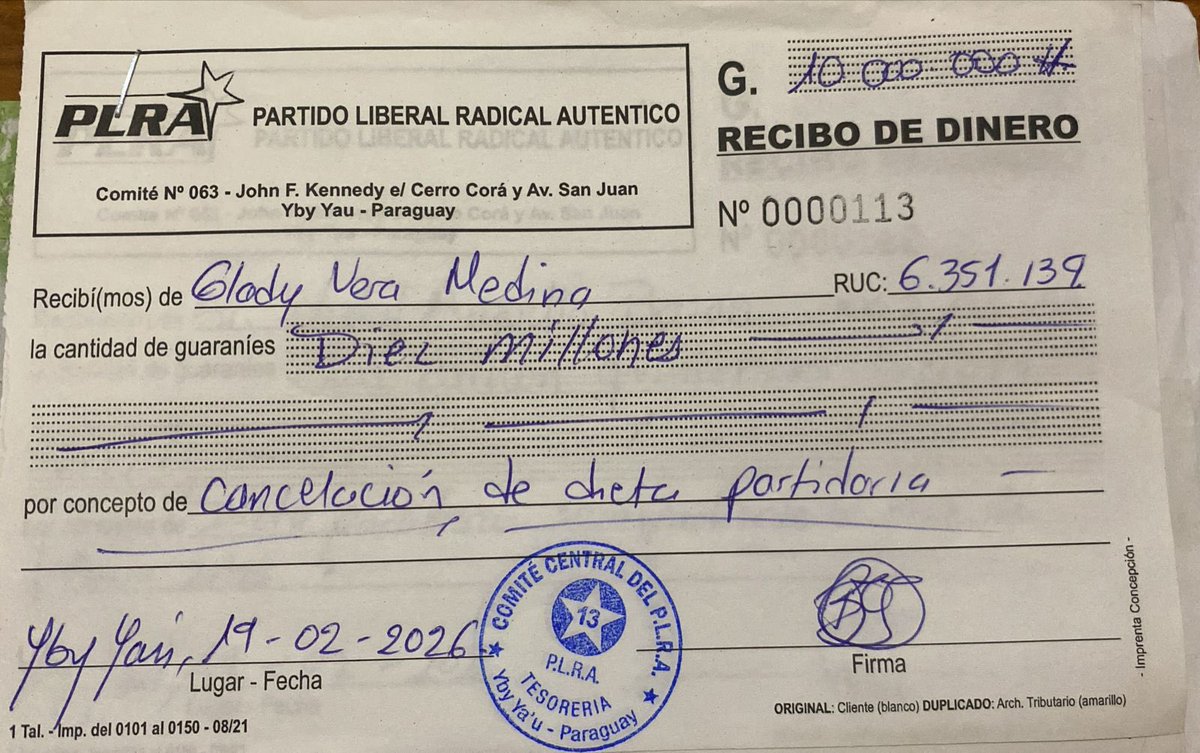 PLRA PARTIDO LIBERAL RADICAL AUTENTICO
Comité Nº 063 - John F. Kennedy e/ Cerro Corá y Av. San Juan
Yby Yau - Paraguay
G. 10 000 000 #
RECIBO DE DINERO
Nº 0000113
Recibí(mos) de Glady Vera Medina RUC: 6.351.139
la cantidad de guaraníes Diez millones
por concepto de Cancelación de dieta partidaria
Yby Yaú, 19-02-2026
Lugar - Fecha
COMITÉ CENTRAL DEL P.L.R.A.
13
P.L.R.A.
TESORERIA
Yby Ya'u - Paraguay
Firma
ORIGINAL: Cliente (blanco) DUPLICADO: Arch. Tributario (amarillo)
1 Tal. - Imp. del 0101 al 0150 - 08/21
- Imprenta Concepción -